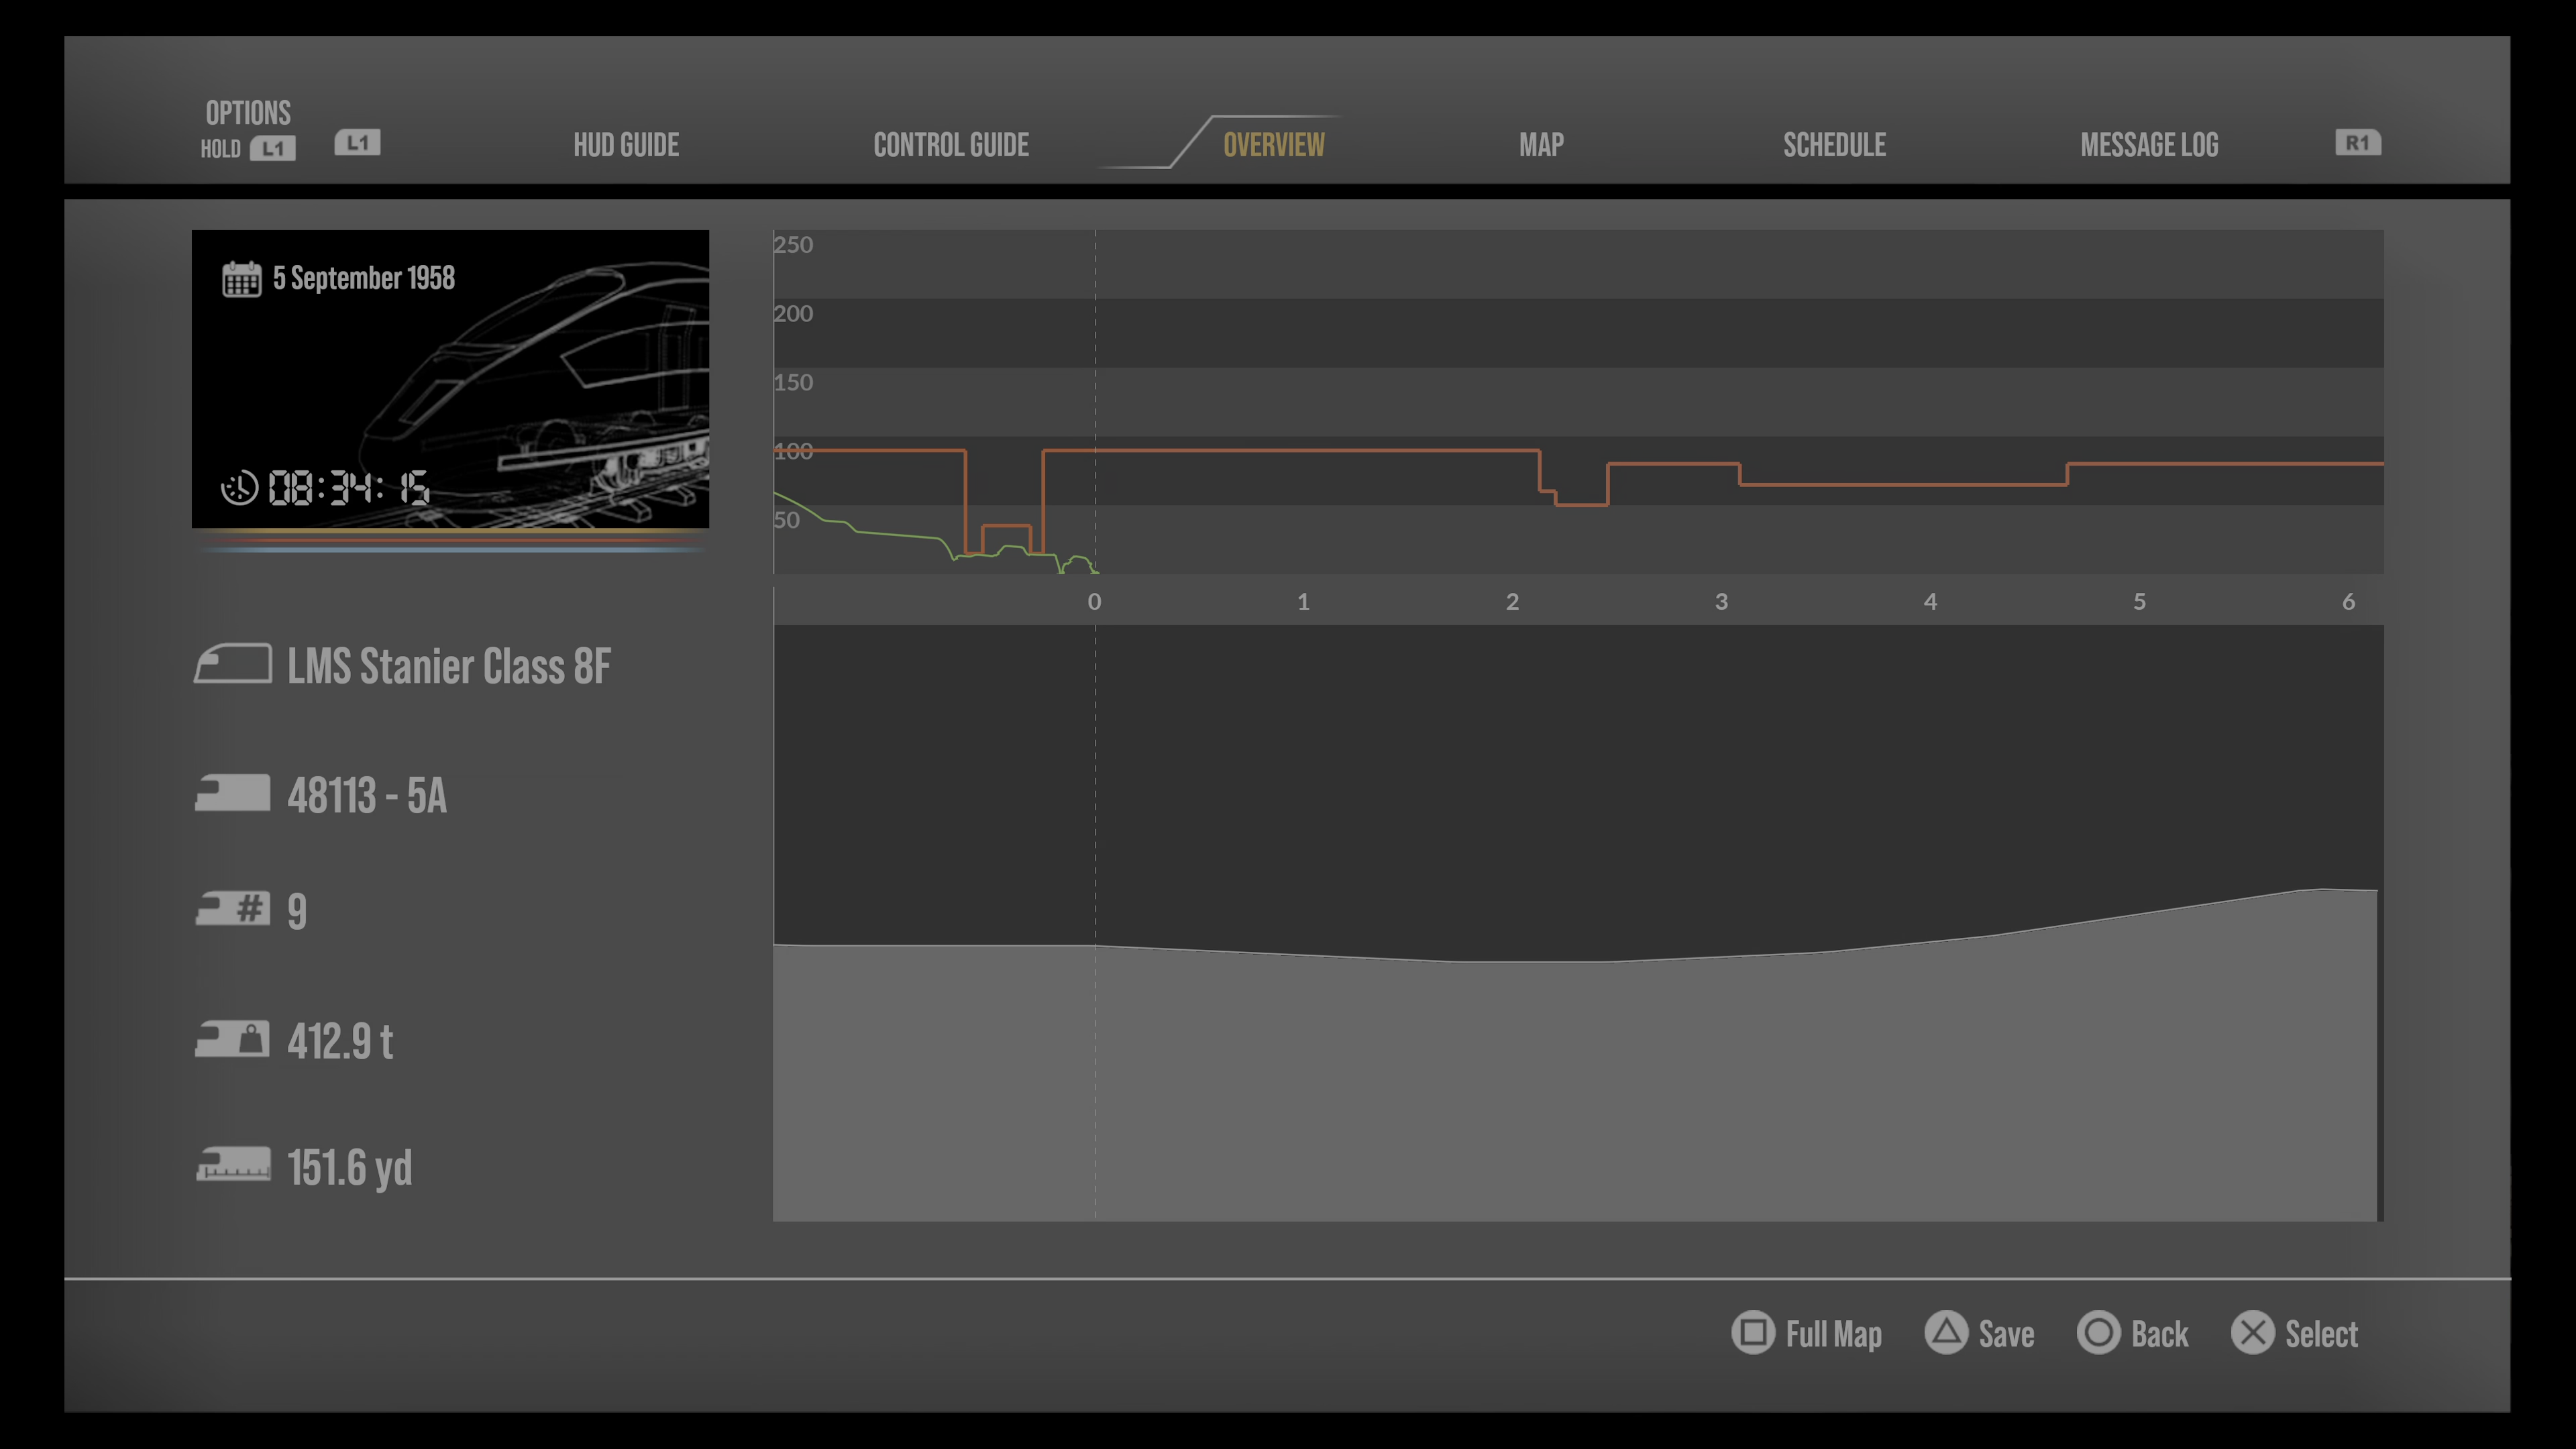 OPTIONS
HOLD L1
L1
HUD GUIDE
CONTROL GUIDE
OVERVIEW
MAP
SCHEDULE
MESSAGE LOG
R1
5 September 1958
08:34:15
250
200
150
100
50
0 1 2 3 4 5 6
LMS Stanier Class 8F
48113 - 5A
# 9
412.9 t
151.6 yd
Full Map
Save
Back
Select